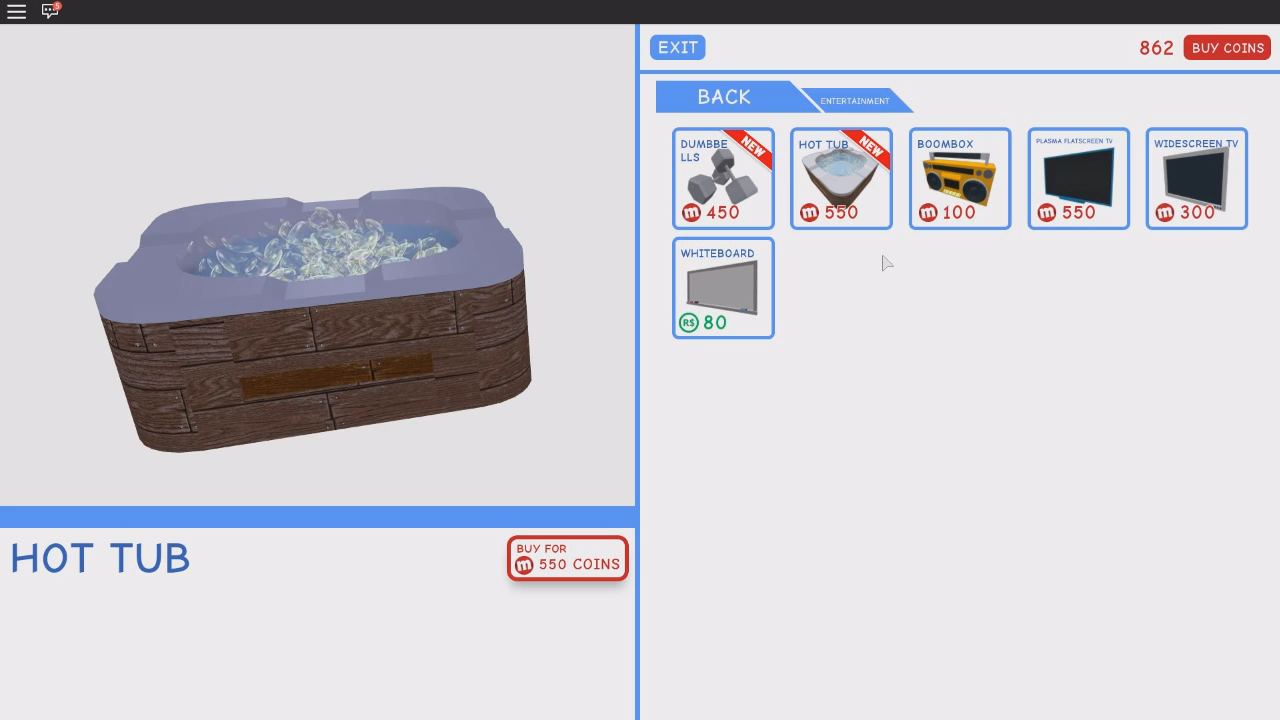 5
EXIT
862
BUY COINS
BACK
ENTERTAINMENT
DUMBBE
LLS
NEW
m 450
HOT TUB
NEW
m 550
BOOMBOX
m 100
PLASMA FLATSCREEN TV
m 550
WIDESCREEN TV
m 300
WHITEBOARD
R$ 80
HOT TUB
BUY FOR
m 550 COINS